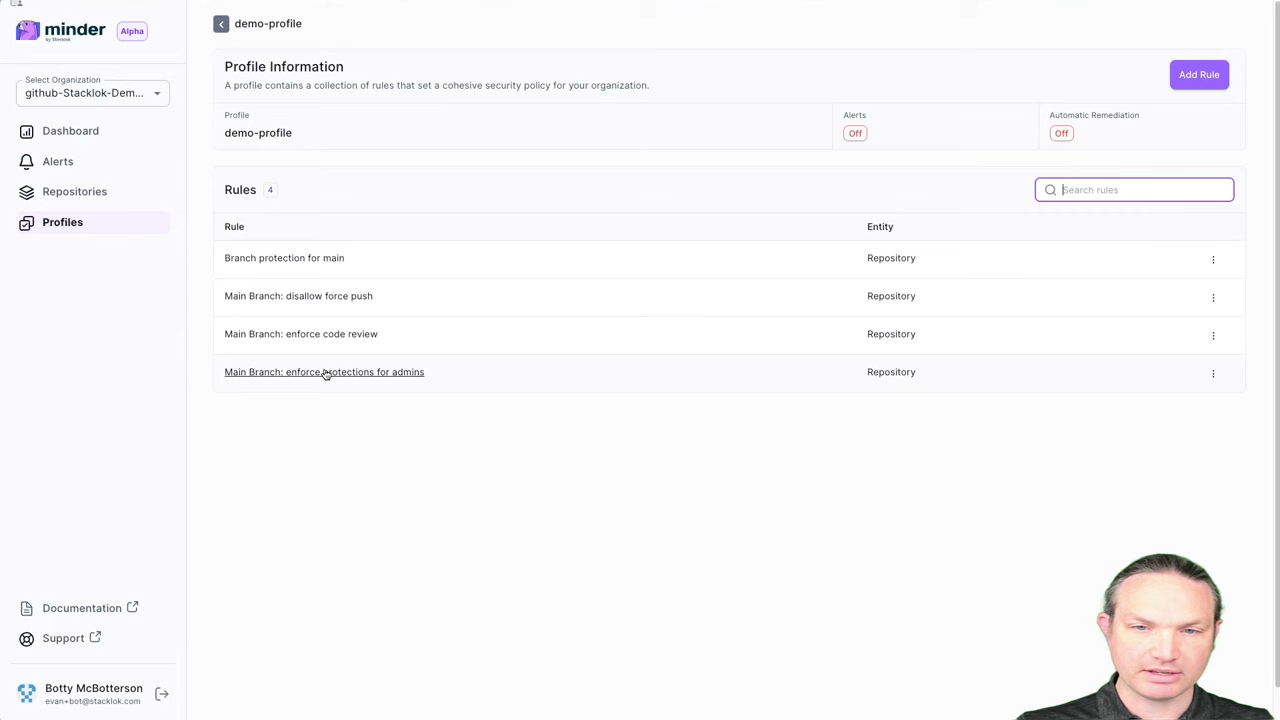 minder
by Stacklok
Alpha
Select Organization
github-Stacklok-Dem...
Dashboard
Alerts
Repositories
Profiles
Documentation
Support
Botty McBotterson
evan+bot@stacklok.com
demo-profile
Profile Information
A profile contains a collection of rules that set a cohesive security policy for your organization.
Add Rule
Profile
demo-profile
Alerts
Off
Automatic Remediation
Off
Rules 4
Search rules
Rule Entity
Branch protection for main Repository
Main Branch: disallow force push Repository
Main Branch: enforce code review Repository
Main Branch: enforce protections for admins Repository